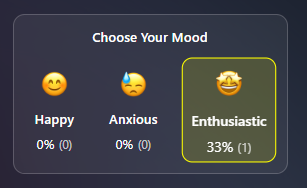 Choose Your Mood
Happy Anxious Enthusiastic
0% (0) 0% (0) 33% (1)